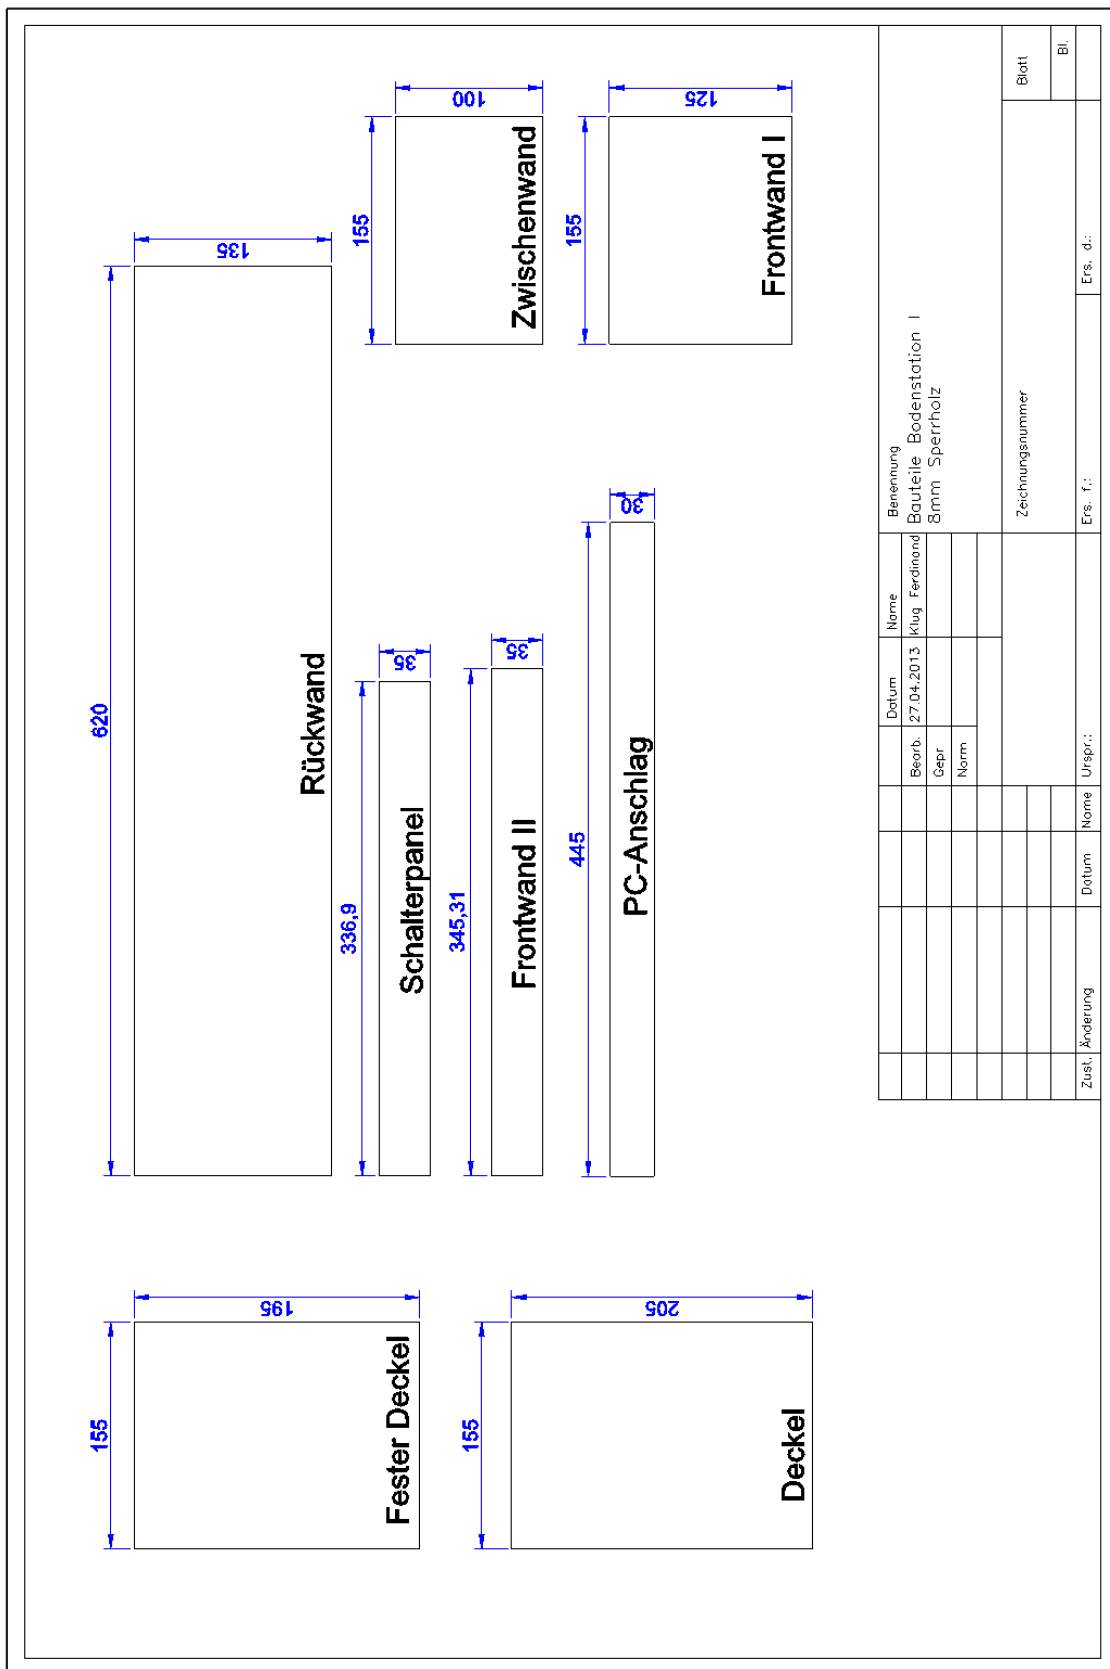 155
195
Fester Deckel
155
205
Deckel
620
135
Rückwand
336,9
35
Schalterpanel
345,31
35
Frontwand II
445
30
PC-Anschlag
155
100
Zwischenwand
155
125
Frontwand I
Datum
Name
Benennung
Bearb.
27.04.2013
Klug Ferdinand
Bauteile Bodenstation I
8mm Sperrholz
Gepr
Norm
Zeichnungsnummer
Blatt
Bl.
Zust.
Änderung
Datum
Name
Urspr.:
Ers. f.:
Ers. d.: